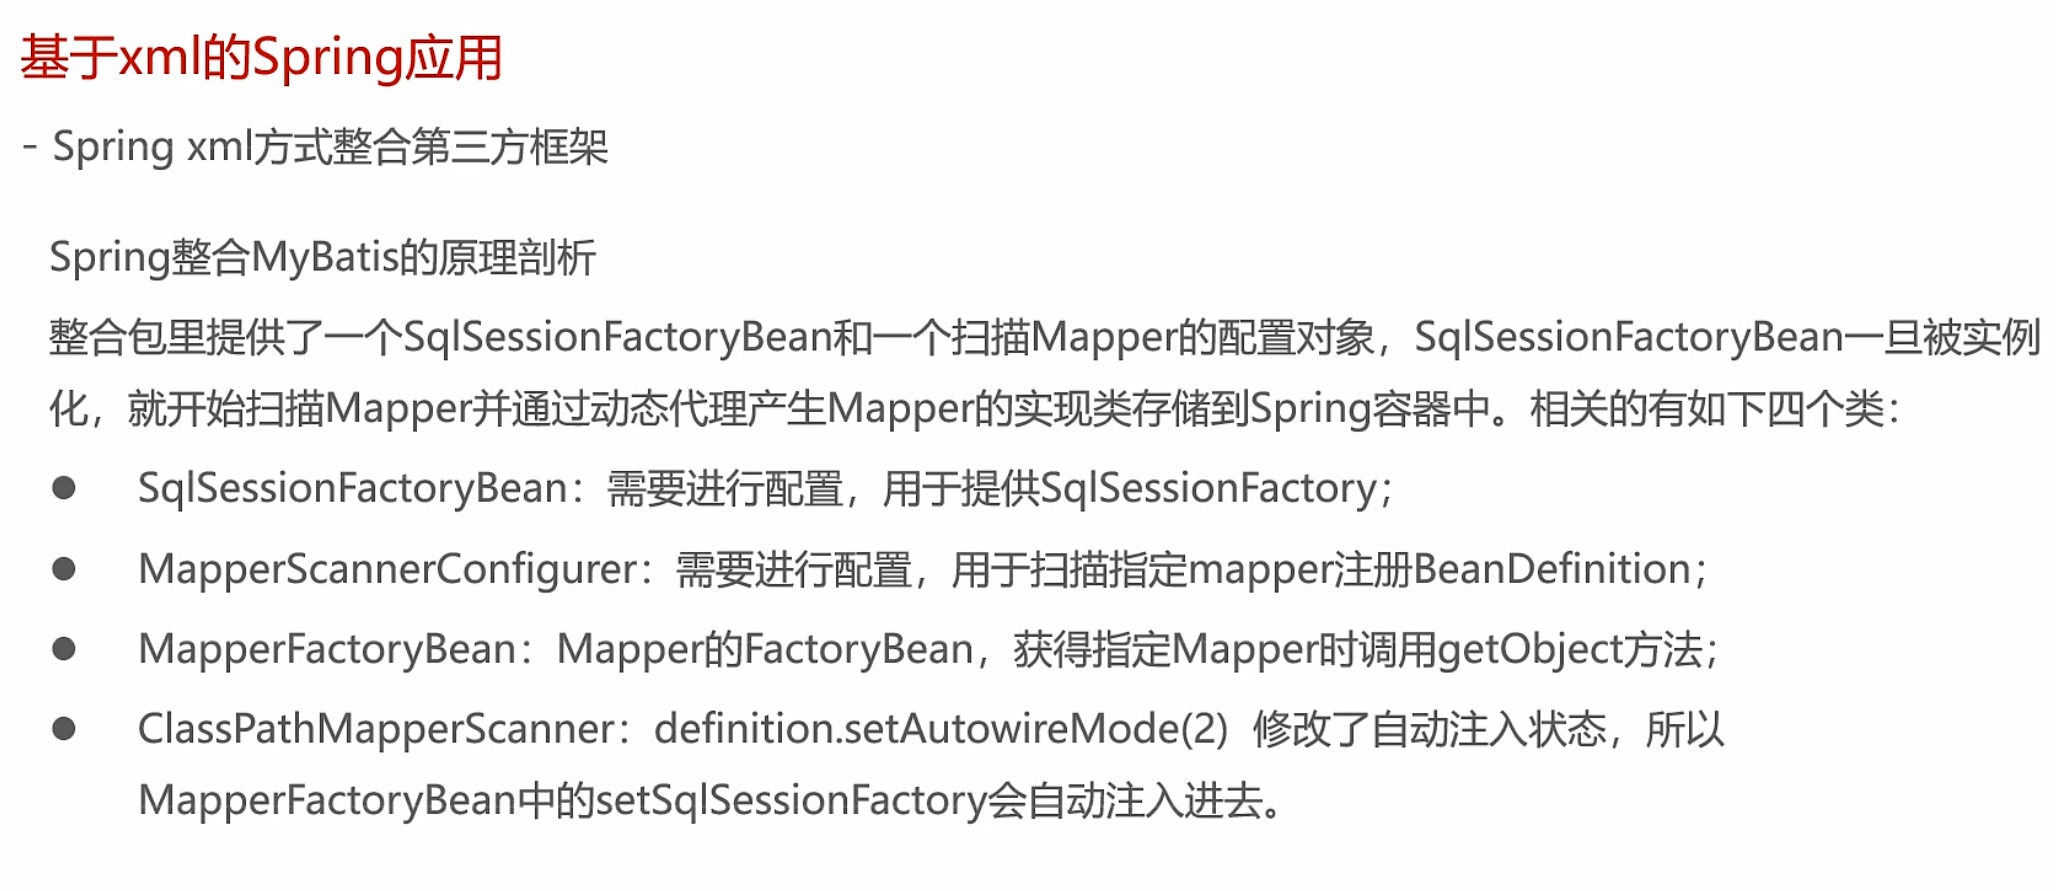 基于xml的Spring应用
- Spring xml方式整合第三方框架
Spring整合MyBatis的原理剖析
整合包里提供了一个SqlSessionFactoryBean和一个扫描Mapper的配置对象，SqlSessionFactoryBean一旦被实例
化，就开始扫描Mapper并通过动态代理产生Mapper的实现类存储到Spring容器中。相关的有如下四个类：
● SqlSessionFactoryBean：需要进行配置，用于提供SqlSessionFactory；
● MapperScannerConfigurer：需要进行配置，用于扫描指定mapper注册BeanDefinition；
● MapperFactoryBean：Mapper的FactoryBean，获得指定Mapper时调用getObject方法；
● ClassPathMapperScanner：definition.setAutowireMode(2) 修改了自动注入状态，所以
MapperFactoryBean中的setSqlSessionFactory会自动注入进去。